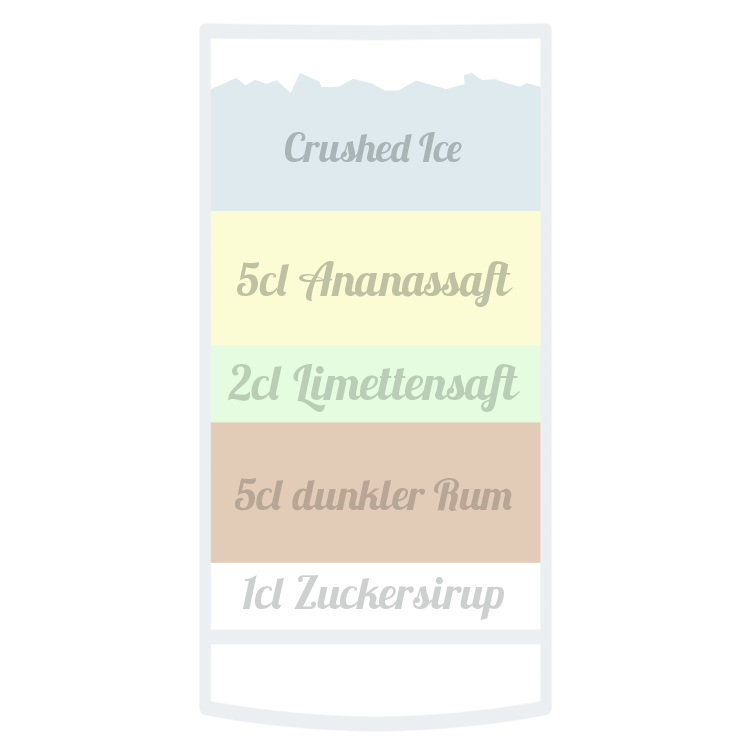 Crushed Ice
5cl Ananassaft
2cl Limettensaft
5cl dunkler Rum
1cl Zuckersirup